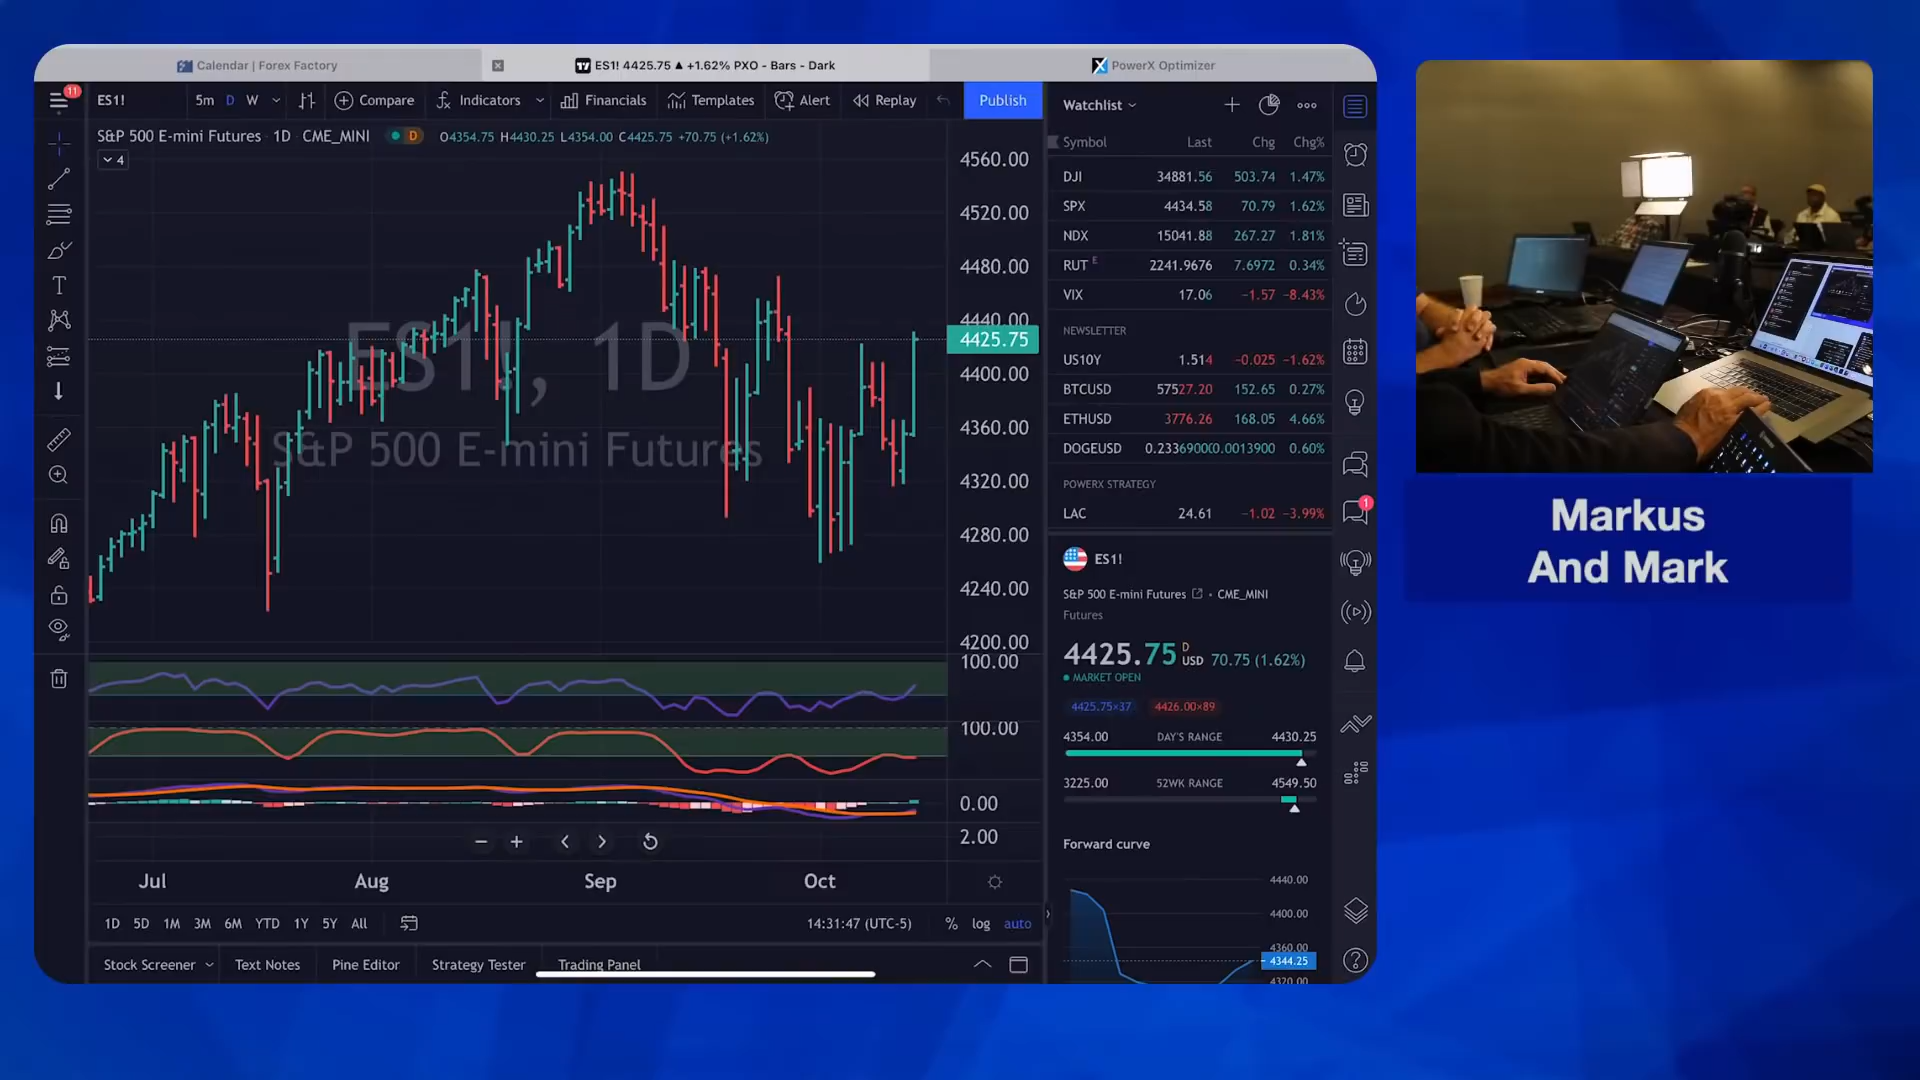 Calendar | Forex Factory
ES1! 4425.75 ▲ +1.62% PXO - Bars - Dark
PowerX Optimizer
11
ES1!
5m D W
Compare
Indicators
Financials
Templates
Alert
Replay
Publish
S&P 500 E-mini Futures · 1D · CME_MINI
D
O4354.75 H4430.25 L4354.00 C4425.75 +70.75 (+1.62%)
4
4560.00
4520.00
4480.00
4440.00
4425.75
4400.00
4360.00
4320.00
4280.00
4240.00
4200.00
ES1!, 1D
S&P 500 E-mini Futures
100.00
100.00
0.00
2.00
Jul Aug Sep Oct
1D 5D 1M 3M 6M YTD 1Y 5Y All
14:31:47 (UTC-5)
% log auto
Stock Screener Text Notes Pine Editor Strategy Tester Trading Panel
Watchlist
Symbol Last Chg Chg%
DJI 34881.56 503.74 1.47%
SPX 4434.58 70.79 1.62%
NDX 15041.88 267.27 1.81%
RUT E 2241.9676 7.6972 0.34%
VIX 17.06 −1.57 −8.43%
NEWSLETTER
US10Y 1.514 −0.025 −1.62%
BTCUSD 57527.20 152.65 0.27%
ETHUSD 3776.26 168.05 4.66%
DOGEUSD 0.2336900 0.0013900 0.60%
POWERX STRATEGY
LAC 24.61 −1.02 −3.99%
ES1!
S&P 500 E-mini Futures · CME_MINI
Futures
4425.75 D USD 70.75 (1.62%)
MARKET OPEN
4425.75×37 4426.00×89
4354.00 DAY'S RANGE 4430.25
3225.00 52WK RANGE 4549.50
Forward curve
4440.00
4400.00
4360.00
4344.25
4320.00
1
Markus
And Mark